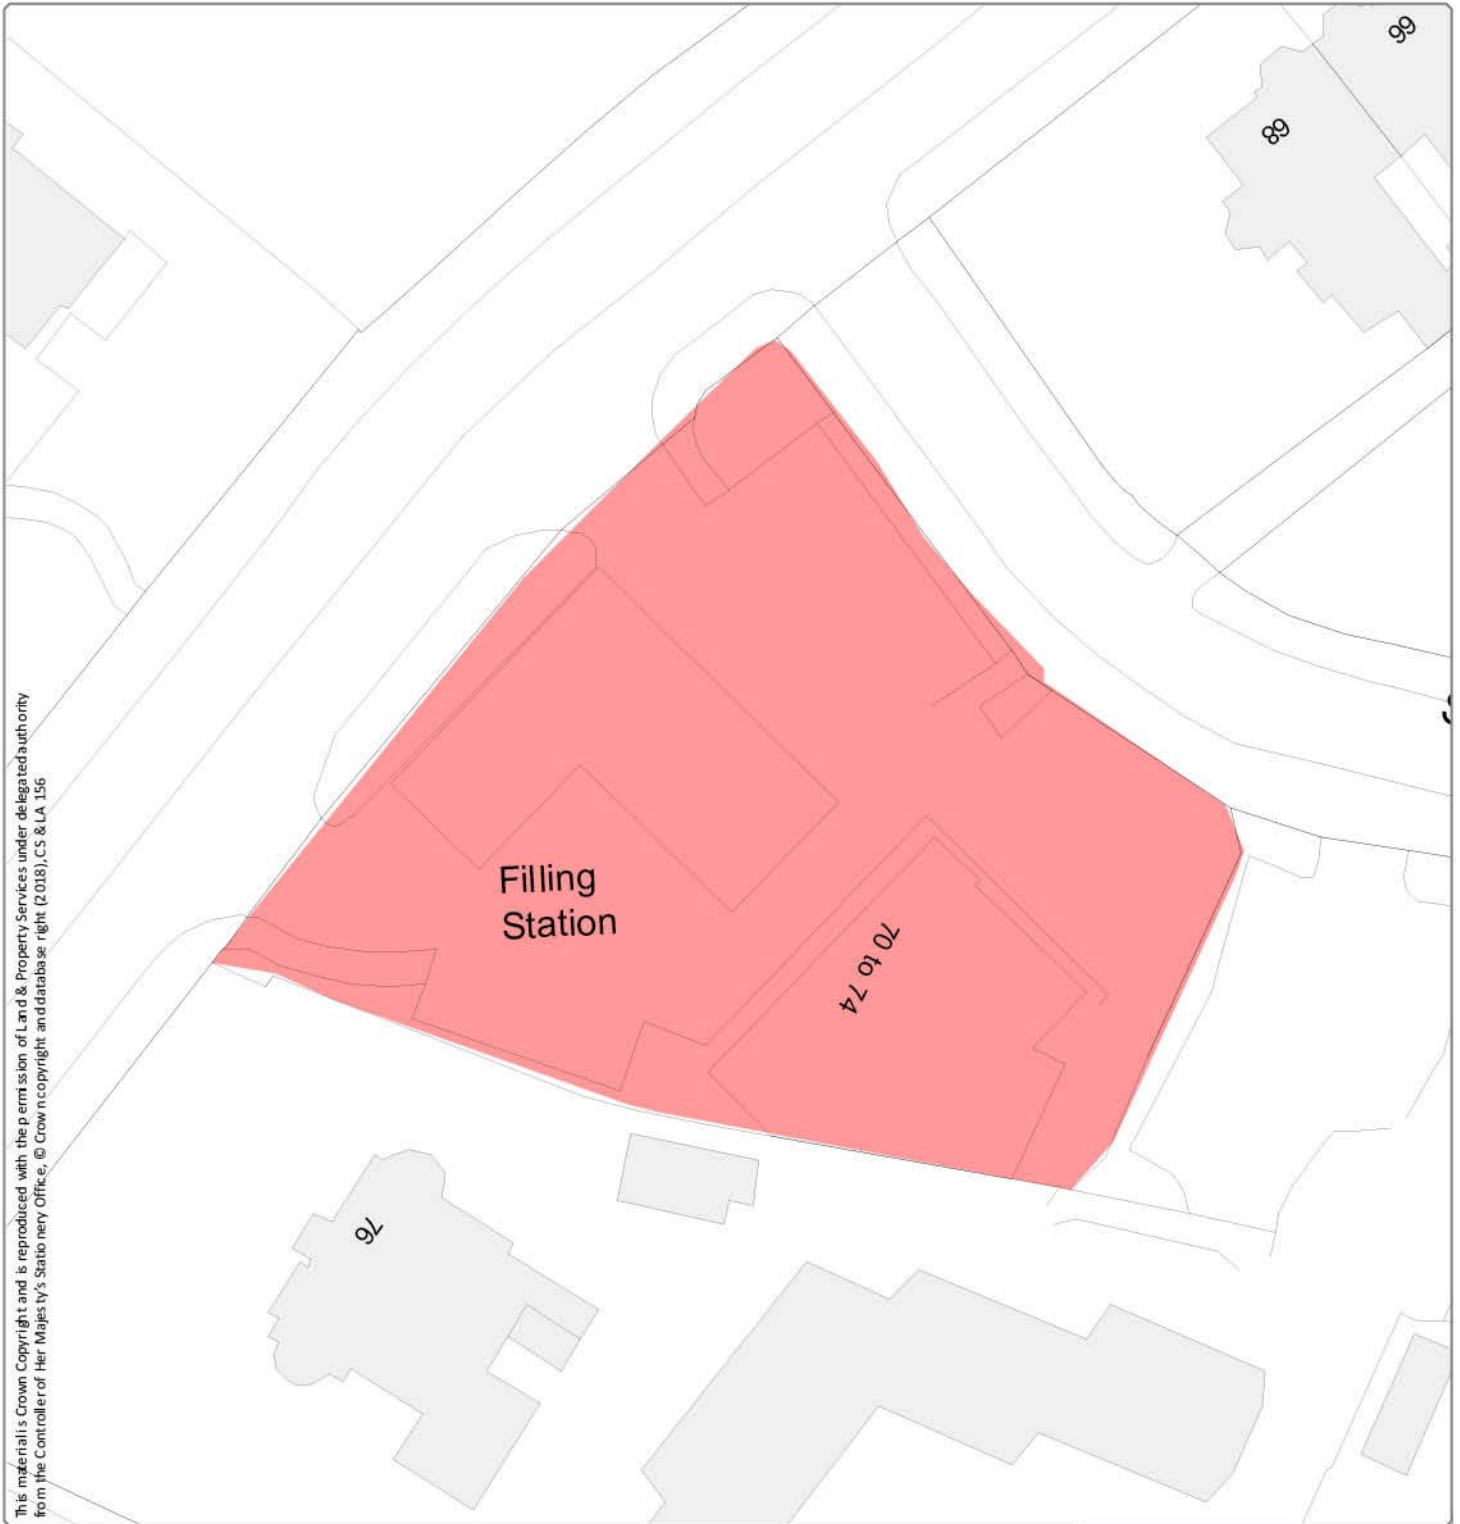 66
68
Filling
Station
70 to 74
76
This material is Crown Copyright and is reproduced with the permission of Land & Property Services under delegated authority
from the Controller of Her Majesty's Stationery Office, © Crown copyright and database right (2018), CS & LA 156